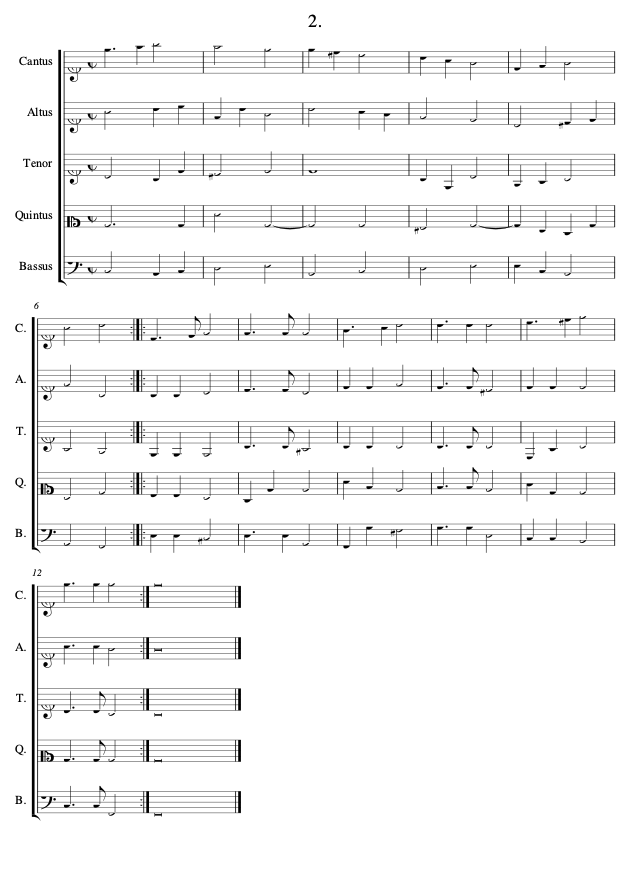 2.
Cantus
Altus
Tenor
Quintus
Bassus
6
C.
A.
T.
Q.
B.
12
C.
A.
T.
Q.
B.